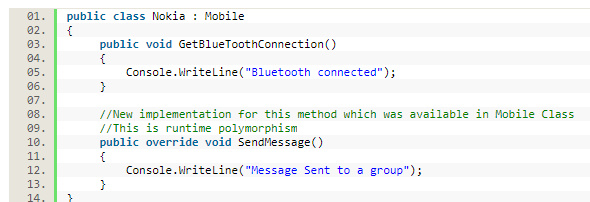 01. public class Nokia : Mobile
02. {
03.     public void GetBlueToothConnection()
04.     {
05.         Console.WriteLine("Bluetooth connected");
06.     }
07.
08.     //New implementation for this method which was available in Mobile Class
09.     //This is runtime polymorphism
10.     public override void SendMessage()
11.     {
12.         Console.WriteLine("Message Sent to a group");
13.     }
14. }